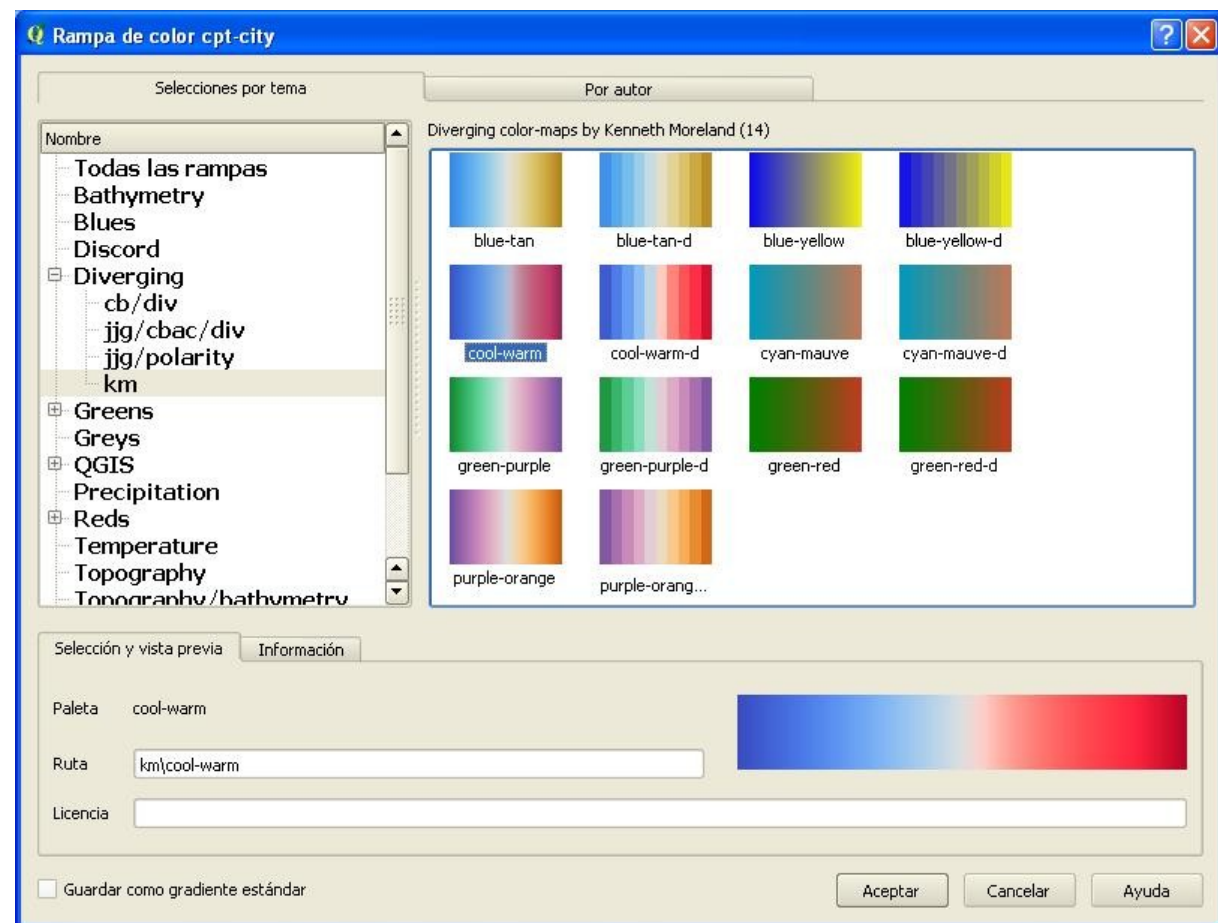 Rampa de color cpt-city
Selecciones por tema
Por autor
Nombre
Todas las rampas
Bathymetry
Blues
Discord
Diverging
cb/div
jjg/cbac/div
jjg/polarity
km
Greens
Greys
QGIS
Precipitation
Reds
Temperature
Topography
Topography/bathymetry
Diverging color-maps by Kenneth Moreland (14)
blue-tan
blue-tan-d
blue-yellow
blue-yellow-d
cool-warm
cool-warm-d
cyan-mauve
cyan-mauve-d
green-purple
green-purple-d
green-red
green-red-d
purple-orange
purple-orang...
Selección y vista previa
Información
Paleta cool-warm
Ruta km\cool-warm
Licencia
Guardar como gradiente estándar
Aceptar
Cancelar
Ayuda